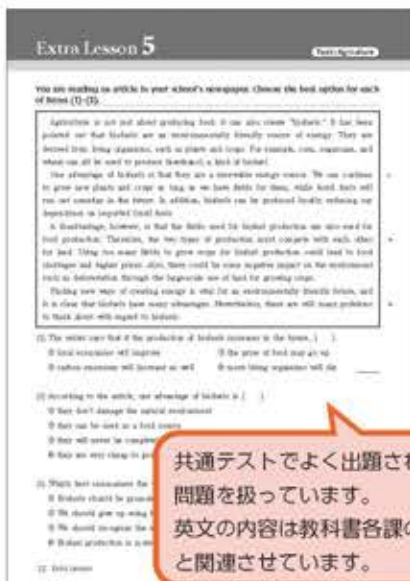 Extra Lesson 5
Topic: Agriculture
You are reading an article in your school's newspaper. Choose the best option for each
of items (1)-(3).
Agriculture is not just about producing food. It can also create "biofuels." It has been
pointed out that biofuels are an environmentally friendly source of energy. They are
derived from living organisms, such as plants and crops. For example, corn, sugarcane, and
wheat can all be used to produce bioethanol, a kind of biofuel.
One advantage of biofuels is that they are a renewable energy source. We can continue
to grow new plants and crops as long as we have fields for them, while fossil fuels will
run out someday in the future. In addition, biofuels can be produced locally, reducing our
dependence on imported fossil fuels.
A disadvantage, however, is that the fields used for biofuel production are also used for
food production. Therefore, the two types of production must compete with each other
for land. Using too many fields to grow crops for biofuel production could lead to food
shortages and higher prices. Also, there could be some negative impact on the environment
such as deforestation through the large-scale use of land for growing crops.
Finding new ways of creating energy is vital for an environmentally friendly future, and
it is clear that biofuels have many advantages. Nevertheless, there are still many problems
to think about with regard to biofuels.
(1) The writer says that if the production of biofuels increases in the future, ( ).
① local economies will improve ② the price of food may go up
③ carbon emissions will increase as well ④ more living organisms will die
(2) According to the article, one advantage of biofuels is ( ).
① they don't damage the natural environment
② they can be used as a food source
③ they will never be
④ they are very cheap to
(3) Which best summarizes the
① Biofuels should be
② We should give up using
③ We should recognize the
④ Biofuel production is
12 Extra Lesson
共通テストでよく出題され
問題を扱っています。
英文の内容は教科書各課の
と関連させています。